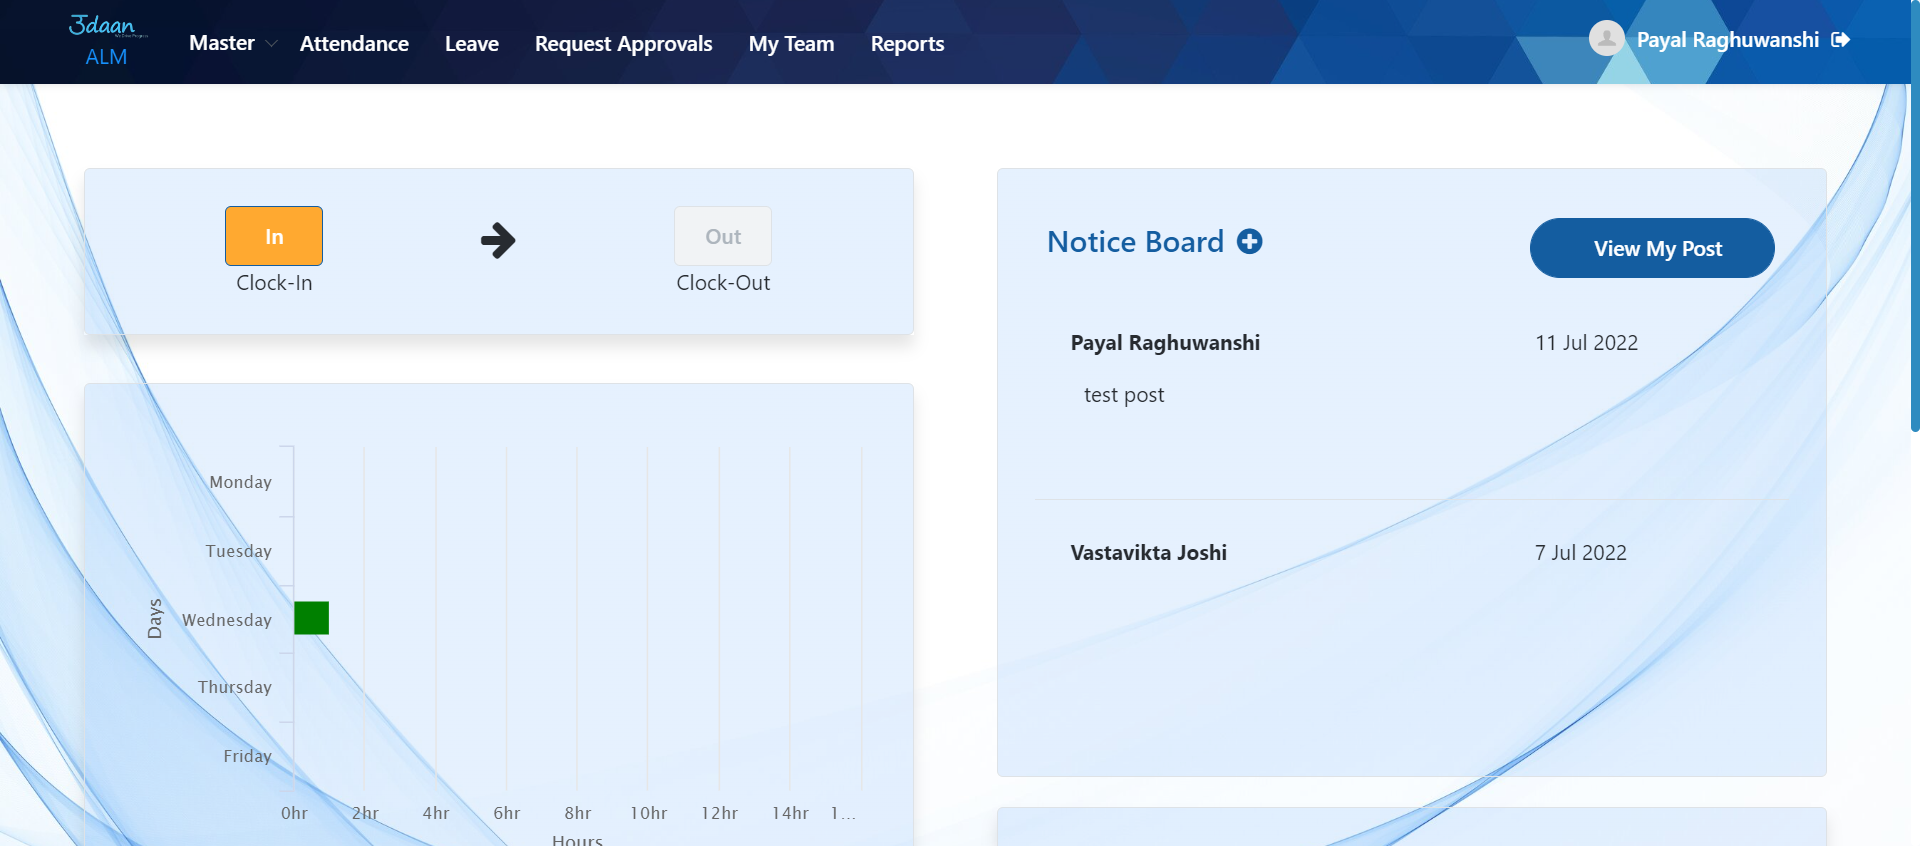 उdaan
ALM
Master
Attendance
Leave
Request Approvals
My Team
Reports
Payal Raghuwanshi
In
Clock-In
Out
Clock-Out
Notice Board
View My Post
Payal Raghuwanshi
11 Jul 2022
test post
Vastavikta Joshi
7 Jul 2022
Days
Monday
Tuesday
Wednesday
Thursday
Friday
0hr 2hr 4hr 6hr 8hr 10hr 12hr 14hr 1...
Hours